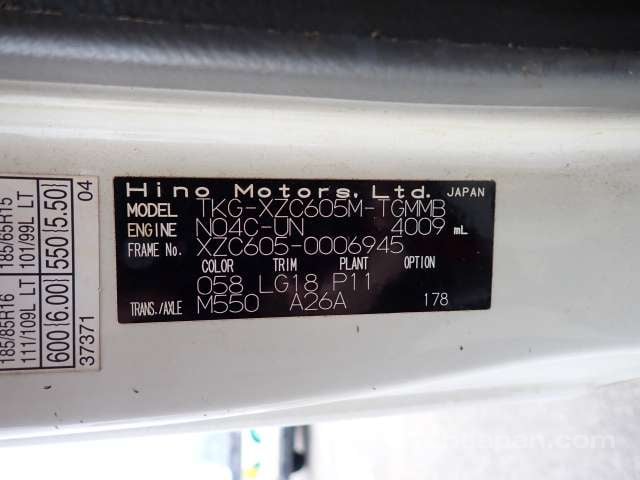 Hino Motors, Ltd. JAPAN
MODEL TKG-XZC605M-TGMMB
ENGINE N04C-UN 4009 mL
FRAME No. XZC605-0006945
COLOR TRIM PLANT OPTION
058 LG18 P11
TRANS./AXLE M550 A26A 178
185/85R16 185/65R15
111/109L LT 101/99L LT
600 (6.00) 550 (5.50)
37371 04